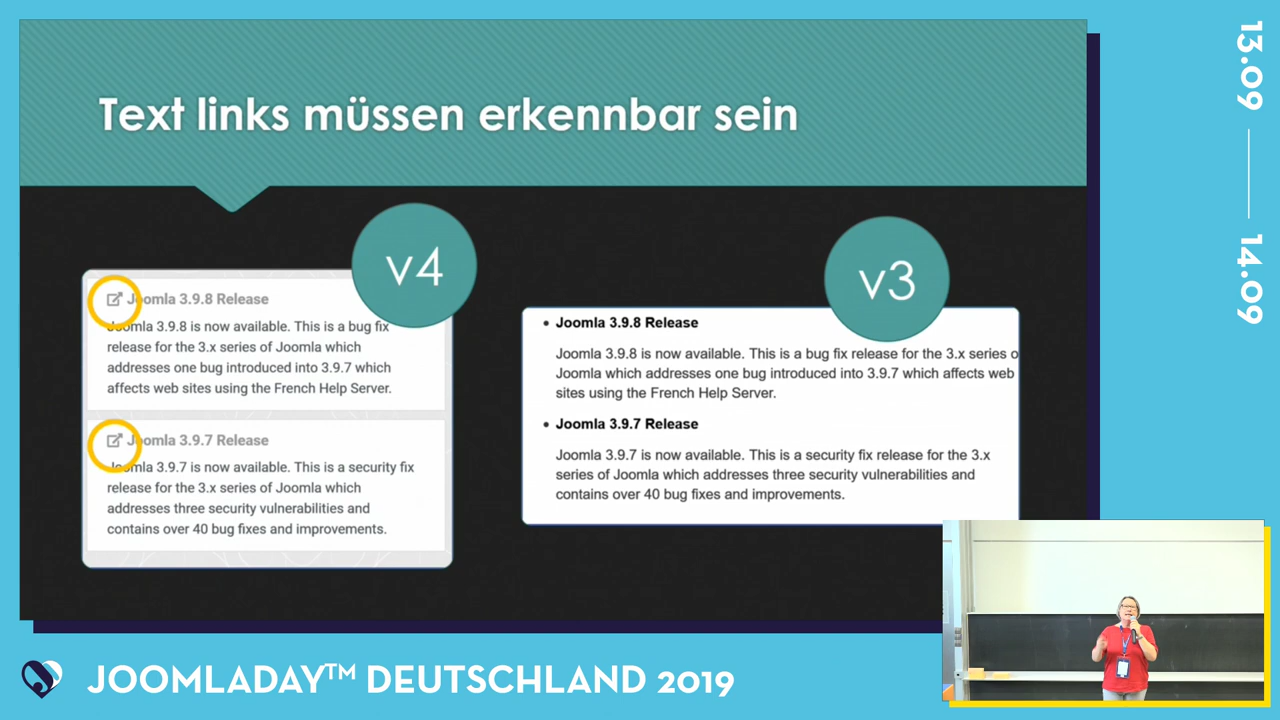 Text links müssen erkennbar sein
v4
Joomla 3.9.8 Release
Joomla 3.9.8 is now available. This is a bug fix
release for the 3.x series of Joomla which
addresses one bug introduced into 3.9.7 which
affects web sites using the French Help Server.
Joomla 3.9.7 Release
Joomla 3.9.7 is now available. This is a security fix
release for the 3.x series of Joomla which
addresses three security vulnerabilities and
contains over 40 bug fixes and improvements.
v3
• Joomla 3.9.8 Release
Joomla 3.9.8 is now available. This is a bug fix release for the 3.x series o
Joomla which addresses one bug introduced into 3.9.7 which affects web
sites using the French Help Server.
• Joomla 3.9.7 Release
Joomla 3.9.7 is now available. This is a security fix release for the 3.x
series of Joomla which addresses three security vulnerabilities and
contains over 40 bug fixes and improvements.
13.09
14.09
JOOMLADAY™ DEUTSCHLAND 2019